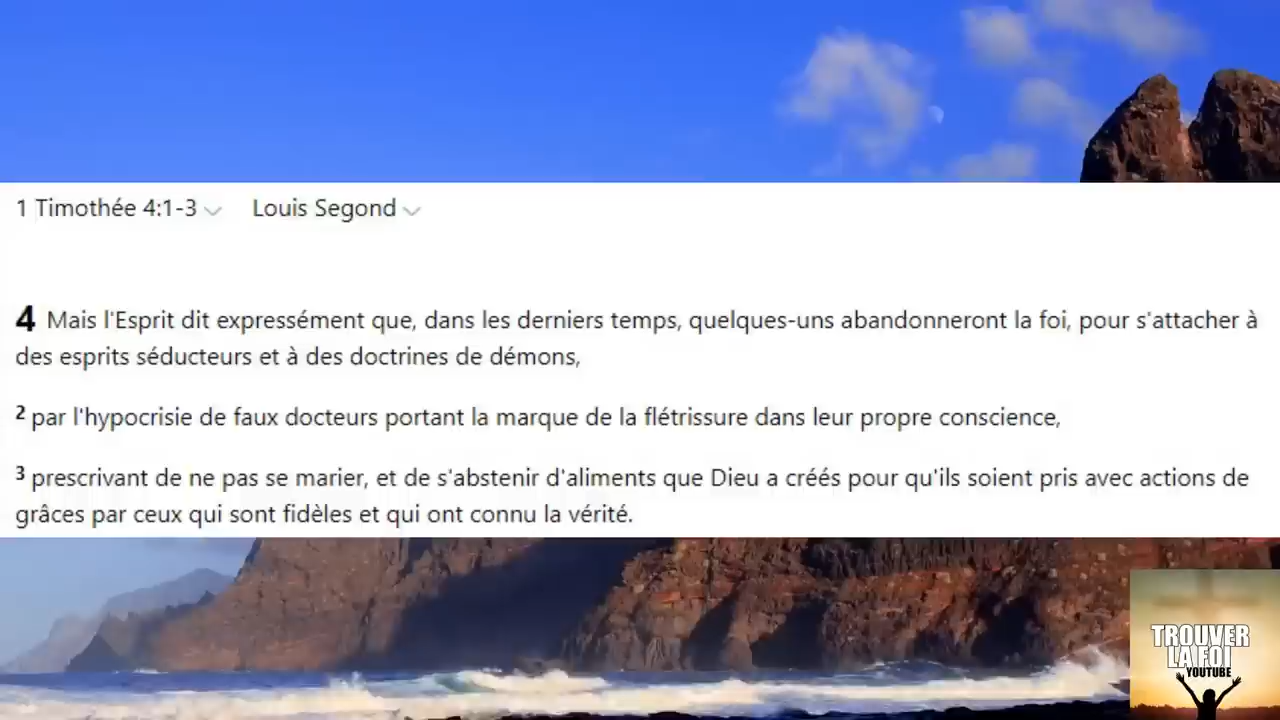 1 Timothée 4:1-3 Louis Segond
4 Mais l'Esprit dit expressément que, dans les derniers temps, quelques-uns abandonneront la foi, pour s'attacher à
des esprits séducteurs et à des doctrines de démons,
2 par l'hypocrisie de faux docteurs portant la marque de la flétrissure dans leur propre conscience,
3 prescrivant de ne pas se marier, et de s'abstenir d'aliments que Dieu a créés pour qu'ils soient pris avec actions de
grâces par ceux qui sont fidèles et qui ont connu la vérité.
TROUVER
LA FOI
YOUTUBE